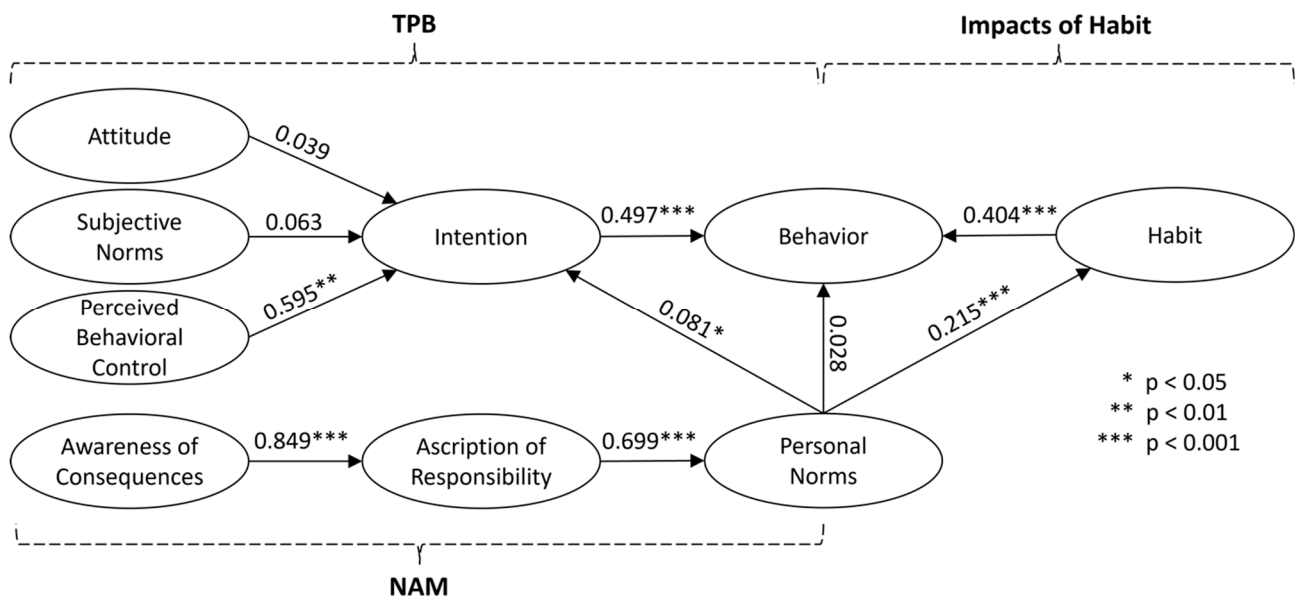 TPB
Impacts of Habit
Attitude
0.039
Subjective
Norms
0.063
Intention
0.497***
Behavior
0.404***
Habit
Perceived
Behavioral
Control
0.595**
0.081*
0.028
0.215***
Awareness of
Consequences
0.849***
Ascription of
Responsibility
0.699***
Personal
Norms
* p < 0.05
** p < 0.01
*** p < 0.001
NAM